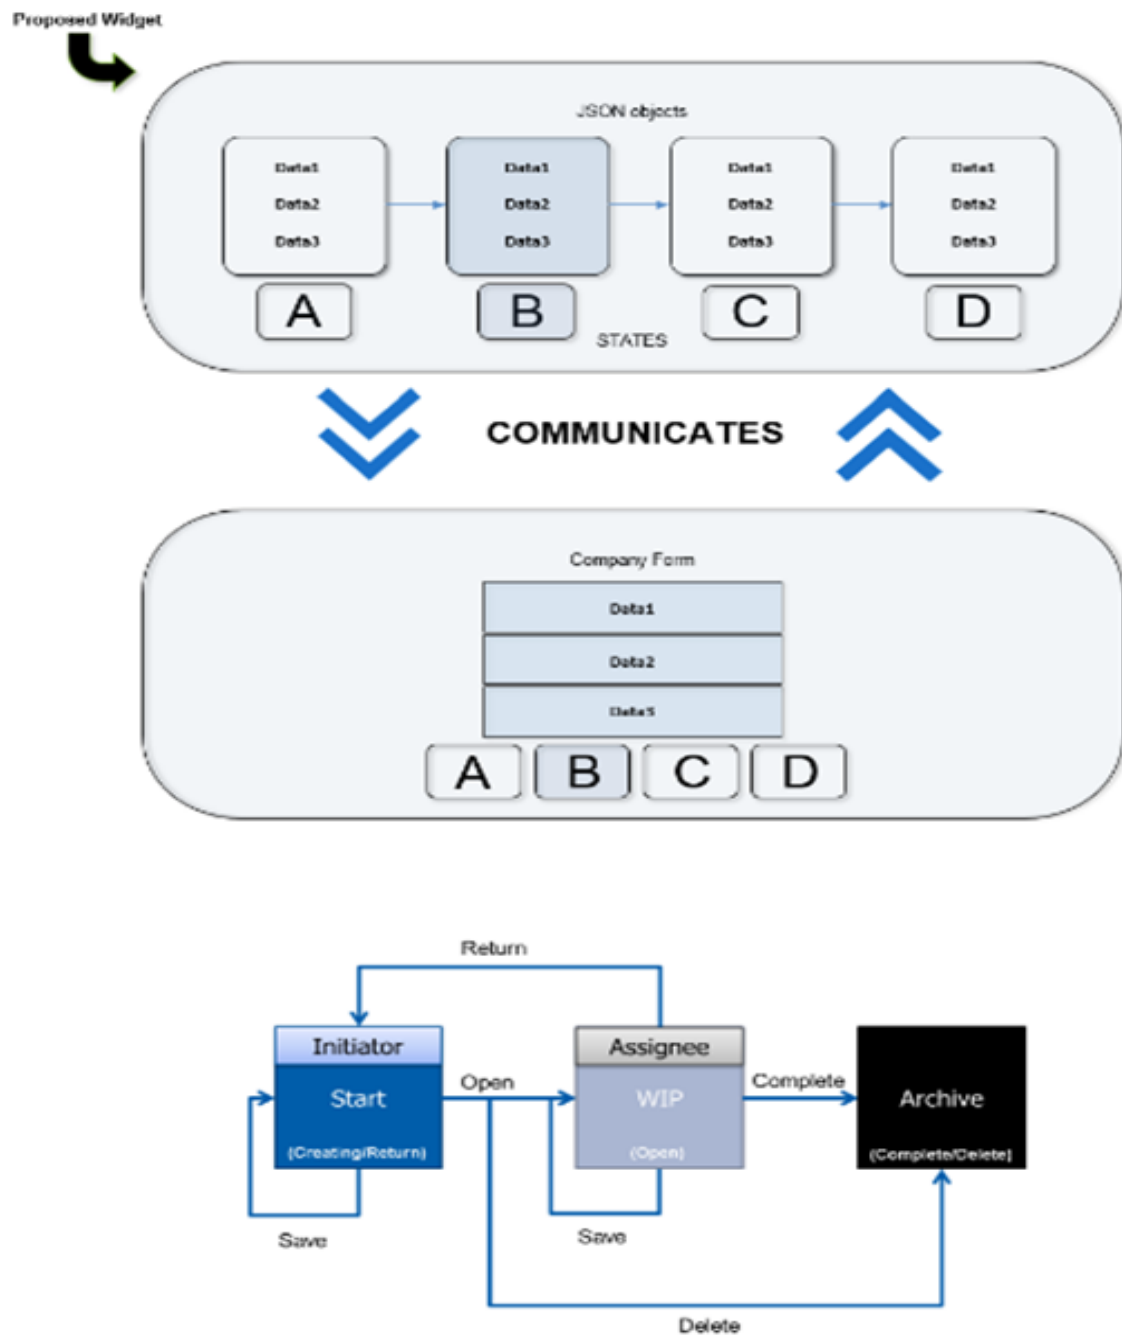 Proposed Widget
JSON objects
Data1 Data1 Data1 Data1
Data2 Data2 Data2 Data2
Data3 Data3 Data3 Data3
A B C D
STATES
COMMUNICATES
Company Form
Data1
Data2
Data3
A B C D
Return
Initiator Assignee
Open Complete
Start WIP Archive
(Creating/Return) (Open) (Complete/Delete)
Save Save
Delete